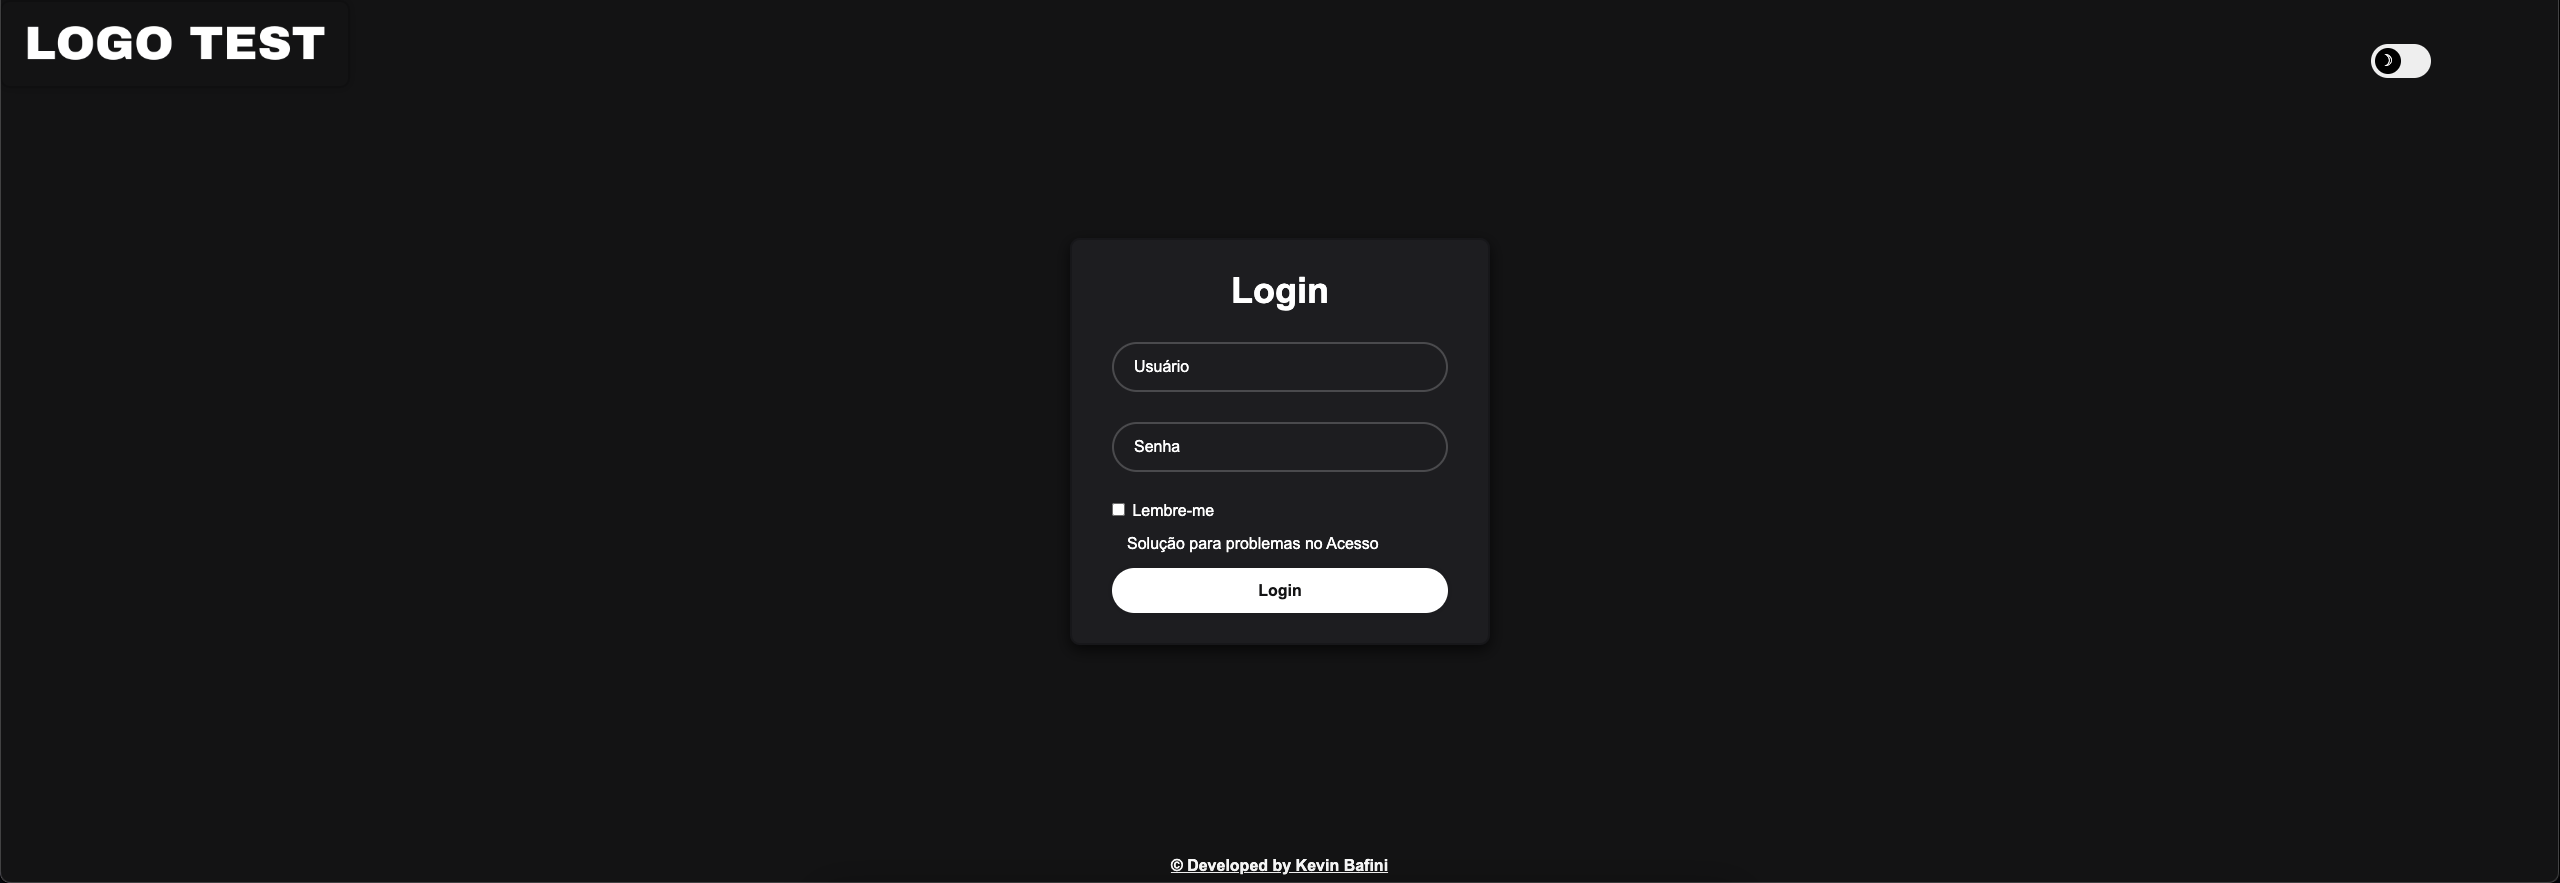 LOGO TEST
Login
Usuário
Senha
Lembre-me
Solução para problemas no Acesso
Login
© Developed by Kevin Bafini